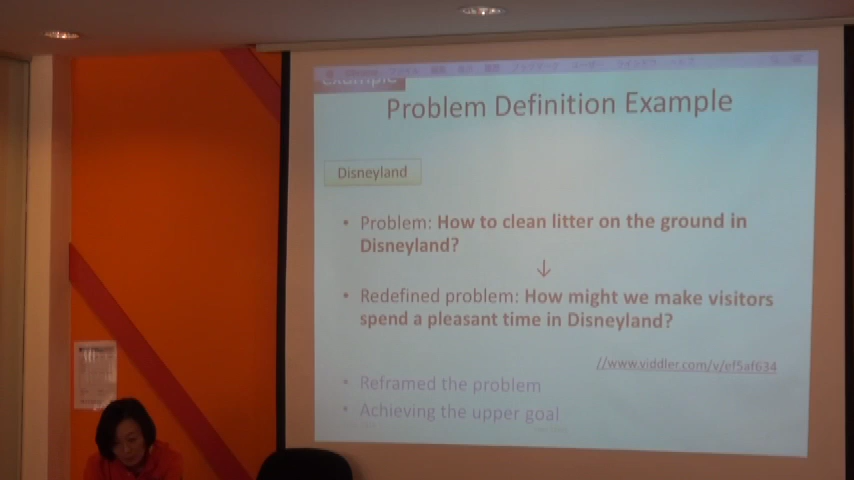 Example
Problem Definition Example
Disneyland
• Problem: How to clean litter on the ground in
Disneyland?
↓
• Redefined problem: How might we make visitors
spend a pleasant time in Disneyland?
//www.viddler.com/v/ef5af634
• Reframed the problem
• Achieving the upper goal